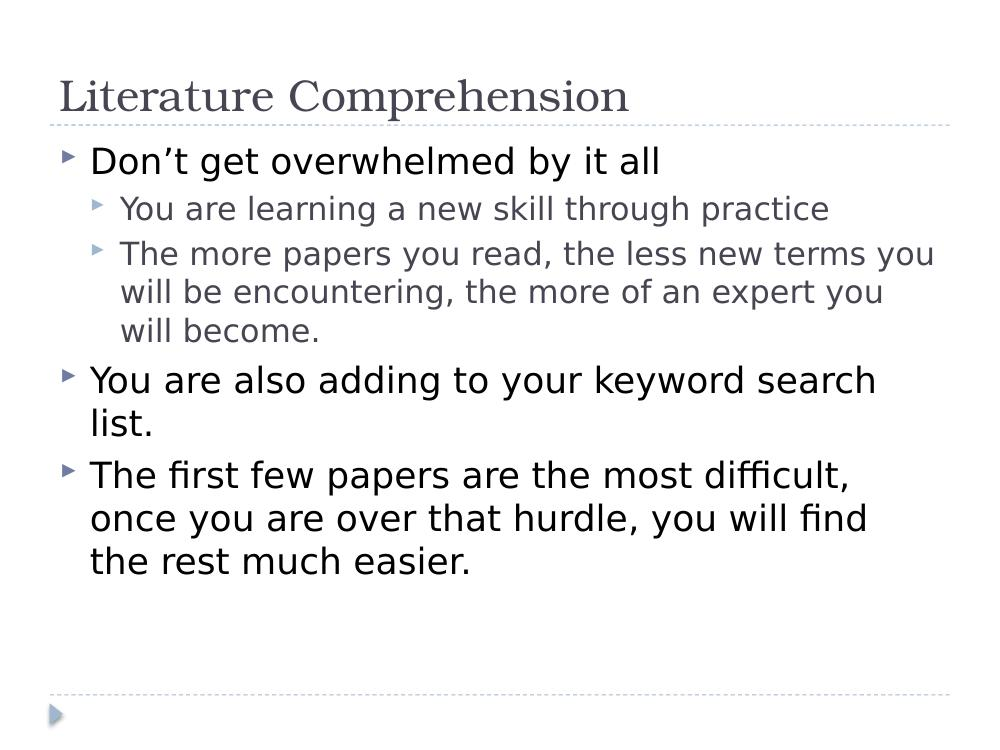 Literature Comprehension
Don’t get overwhelmed by it all
You are learning a new skill through practice
The more papers you read, the less new terms you
will be encountering, the more of an expert you
will become.
You are also adding to your keyword search
list.
The first few papers are the most difficult,
once you are over that hurdle, you will find
the rest much easier.